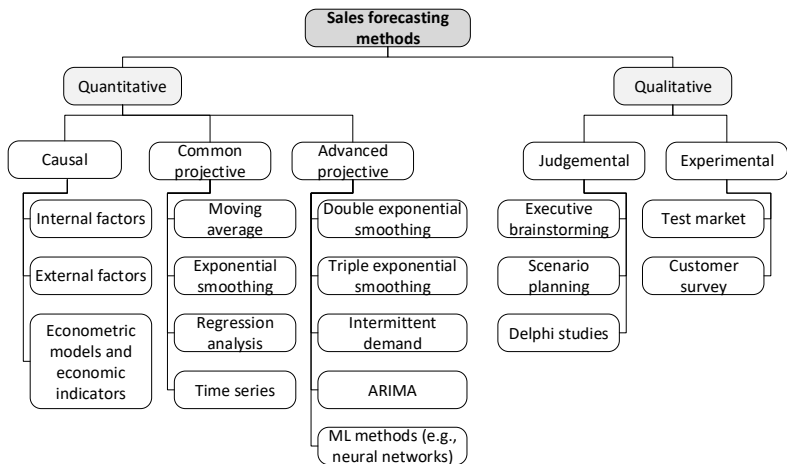 Sales forecasting
methods
Quantitative
Qualitative
Causal
Common
projective
Advanced
projective
Judgemental
Experimental
Internal factors
External factors
Econometric
models and
economic
indicators
Moving
average
Exponential
smoothing
Regression
analysis
Time series
Double exponential
smoothing
Triple exponential
smoothing
Intermittent
demand
ARIMA
ML methods (e.g.,
neural networks)
Executive
brainstorming
Scenario
planning
Delphi studies
Test market
Customer
survey